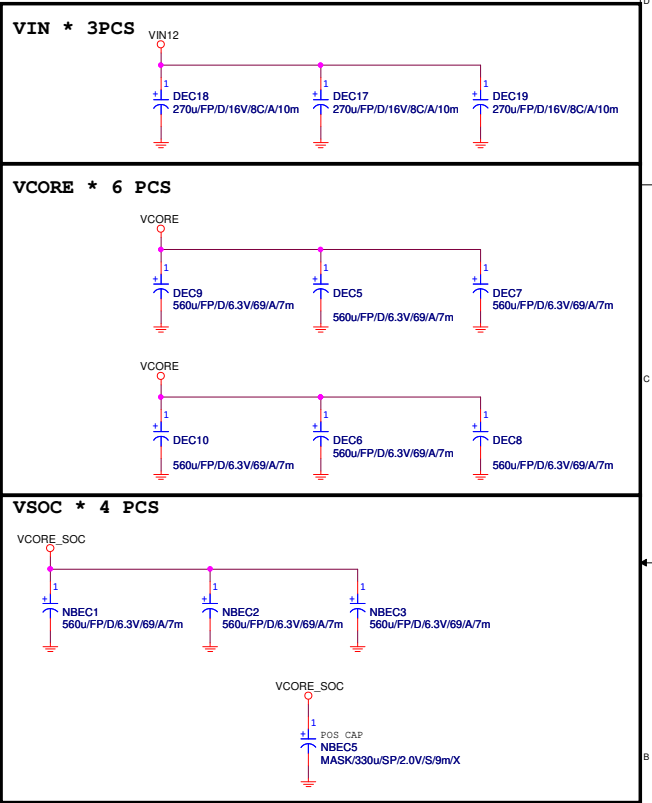 D
VIN * 3PCS
VIN12
1 1 1
DEC18 DEC17 DEC19
270u/FP/D/16V/8C/A/10m 270u/FP/D/16V/8C/A/10m 270u/FP/D/16V/8C/A/10m
VCORE * 6 PCS
VCORE
1 1 1
DEC9 DEC5 DEC7
560u/FP/D/6.3V/69/A/7m 560u/FP/D/6.3V/69/A/7m
560u/FP/D/6.3V/69/A/7m
VCORE
C
1 1 1
DEC10 DEC6 DEC8
560u/FP/D/6.3V/69/A/7m
560u/FP/D/6.3V/69/A/7m 560u/FP/D/6.3V/69/A/7m
VSOC * 4 PCS
VCORE_SOC
1 1 1
NBEC1 NBEC2 NBEC3
560u/FP/D/6.3V/69/A/7m 560u/FP/D/6.3V/69/A/7m 560u/FP/D/6.3V/69/A/7m
VCORE_SOC
1
POS CAP
NBEC5
MASK/330u/SP/2.0V/S/9m/X
B